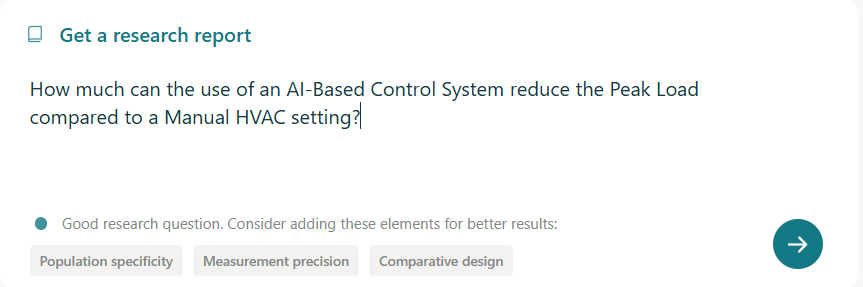 Get a research report
How much can the use of an AI-Based Control System reduce the Peak Load
compared to a Manual HVAC setting?
Good research question. Consider adding these elements for better results:
Population specificity Measurement precision Comparative design